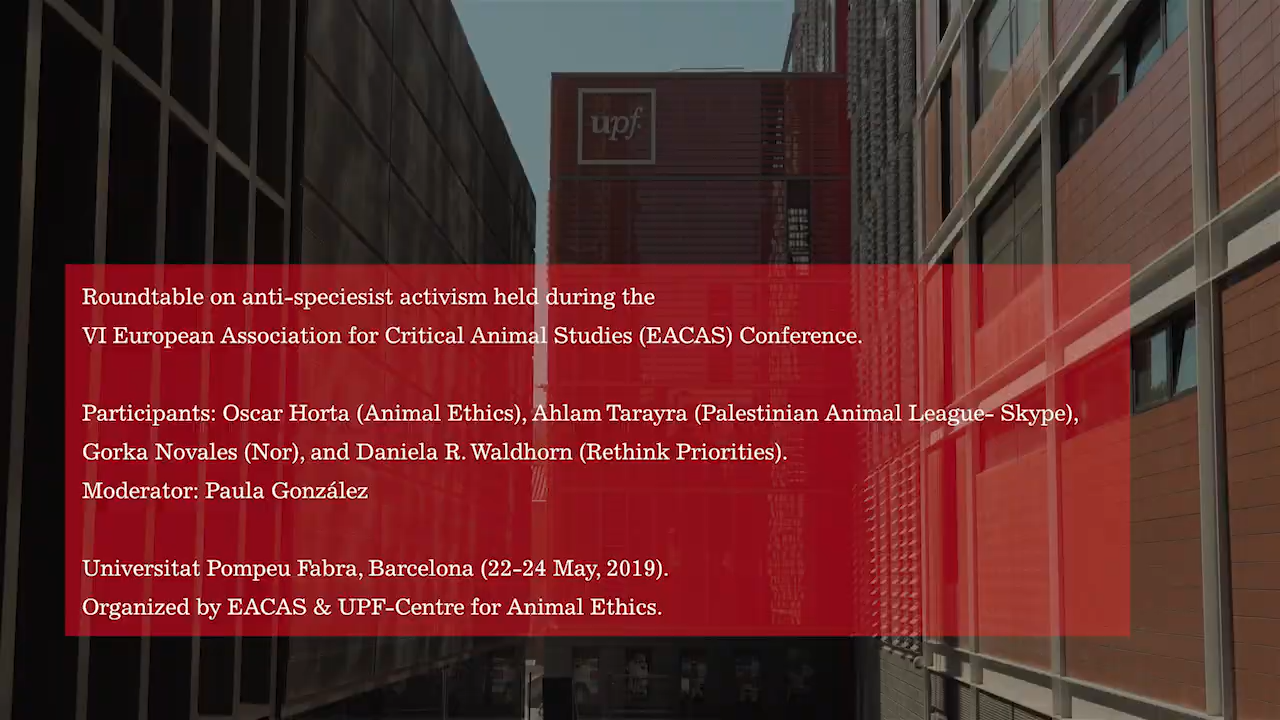 upf.
Roundtable on anti-speciesist activism held during the
VI European Association for Critical Animal Studies (EACAS) Conference.
Participants: Oscar Horta (Animal Ethics), Ahlam Tarayra (Palestinian Animal League- Skype),
Gorka Novales (Nor), and Daniela R. Waldhorn (Rethink Priorities).
Moderator: Paula González
Universitat Pompeu Fabra, Barcelona (22-24 May, 2019).
Organized by EACAS & UPF-Centre for Animal Ethics.